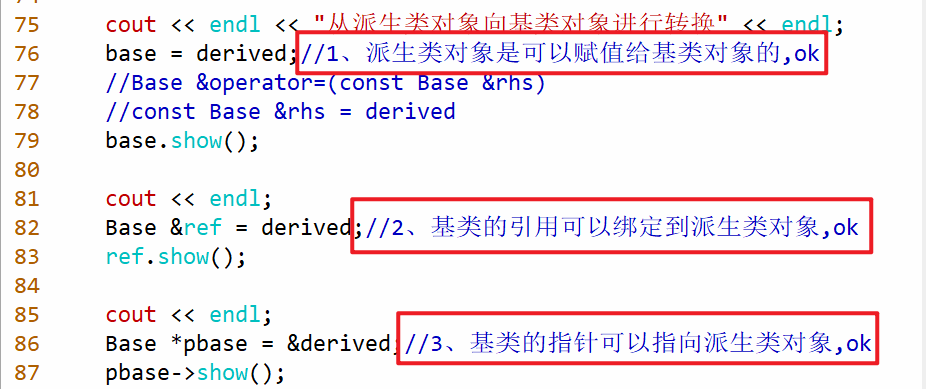 75 cout << endl << "从派生类对象向基类对象进行转换" << endl;
76 base = derived;//1、派生类对象是可以赋值给基类对象的,ok
77 //Base &operator=(const Base &rhs)
78 //const Base &rhs = derived
79 base.show();
80
81 cout << endl;
82 Base &ref = derived;//2、基类的引用可以绑定到派生类对象,ok
83 ref.show();
84
85 cout << endl;
86 Base *pbase = &derived;//3、基类的指针可以指向派生类对象,ok
87 pbase->show();